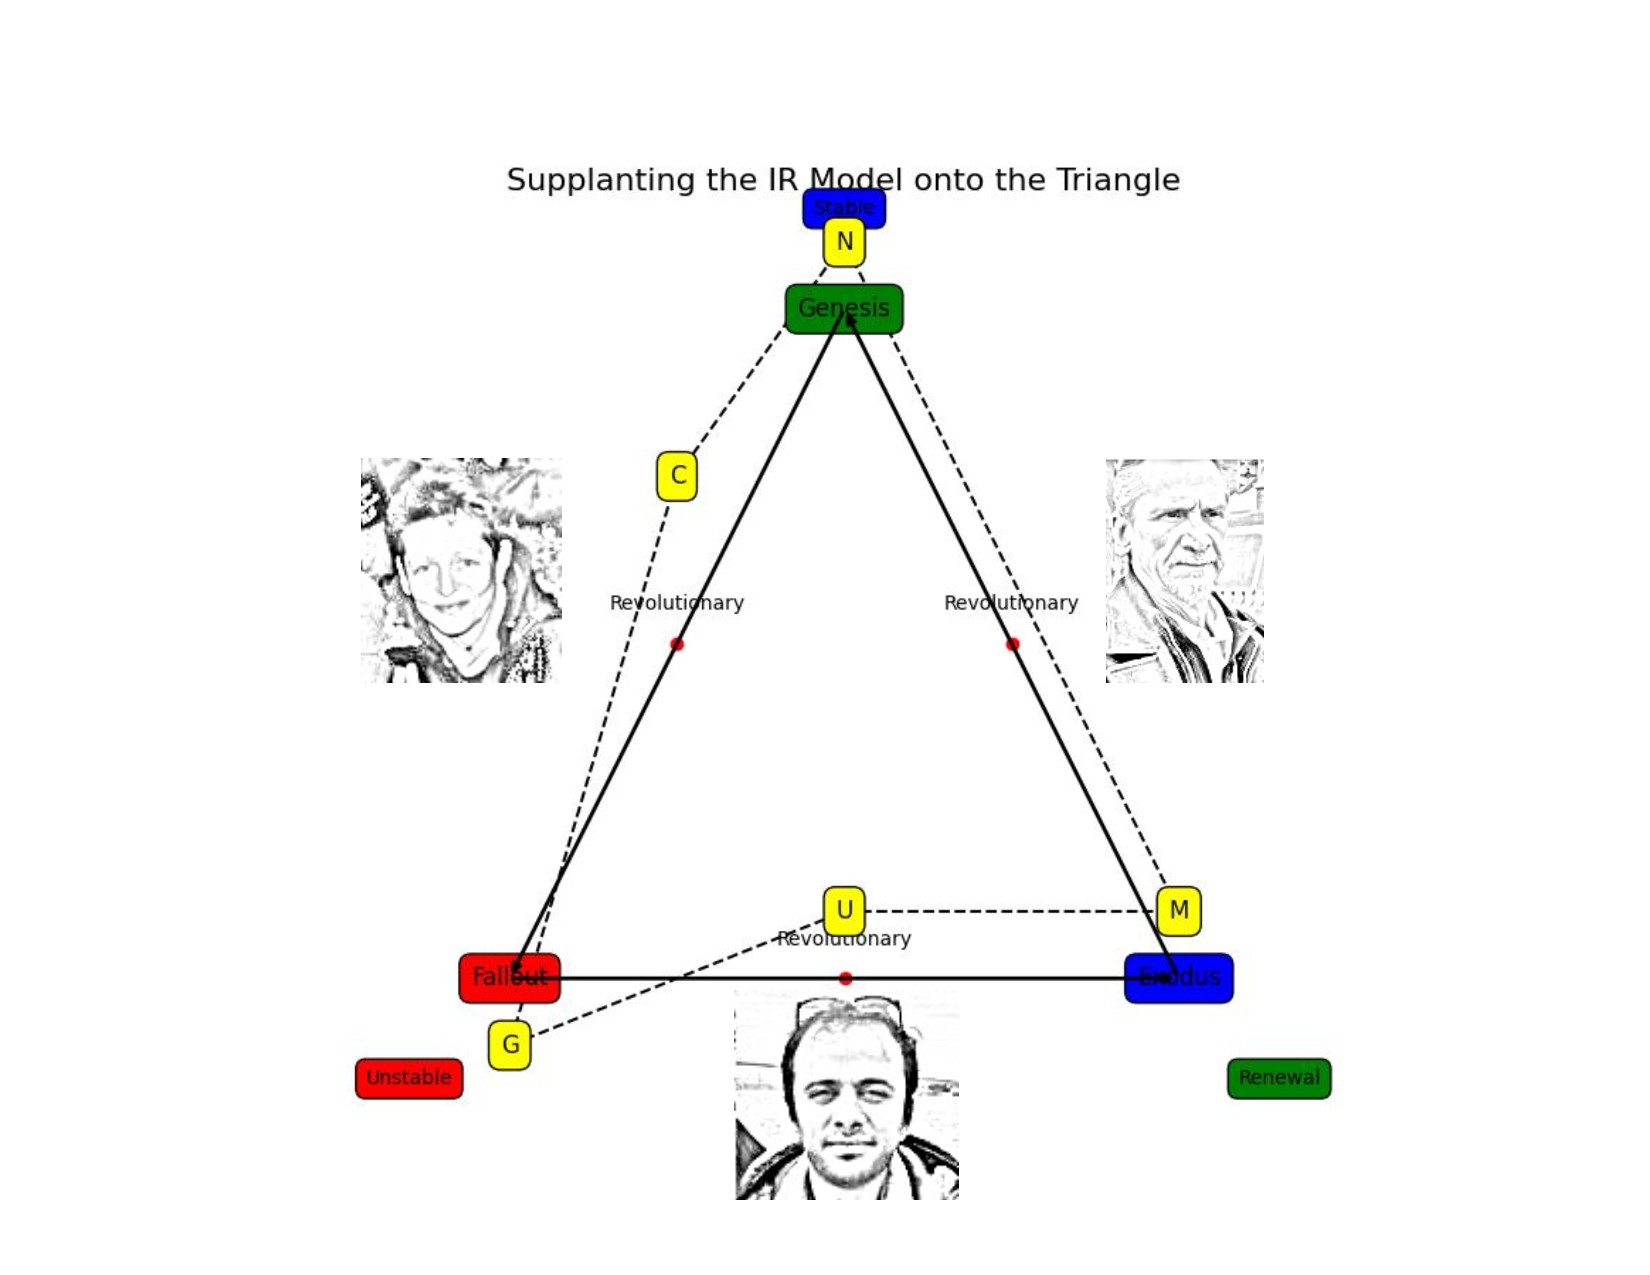 Supplanting the IR Model onto the Triangle
Stable
N
Genesis
C
Revolutionary
Revolutionary
U
M
Revolutionary
Fallout
Exodus
G
Unstable
Renewal